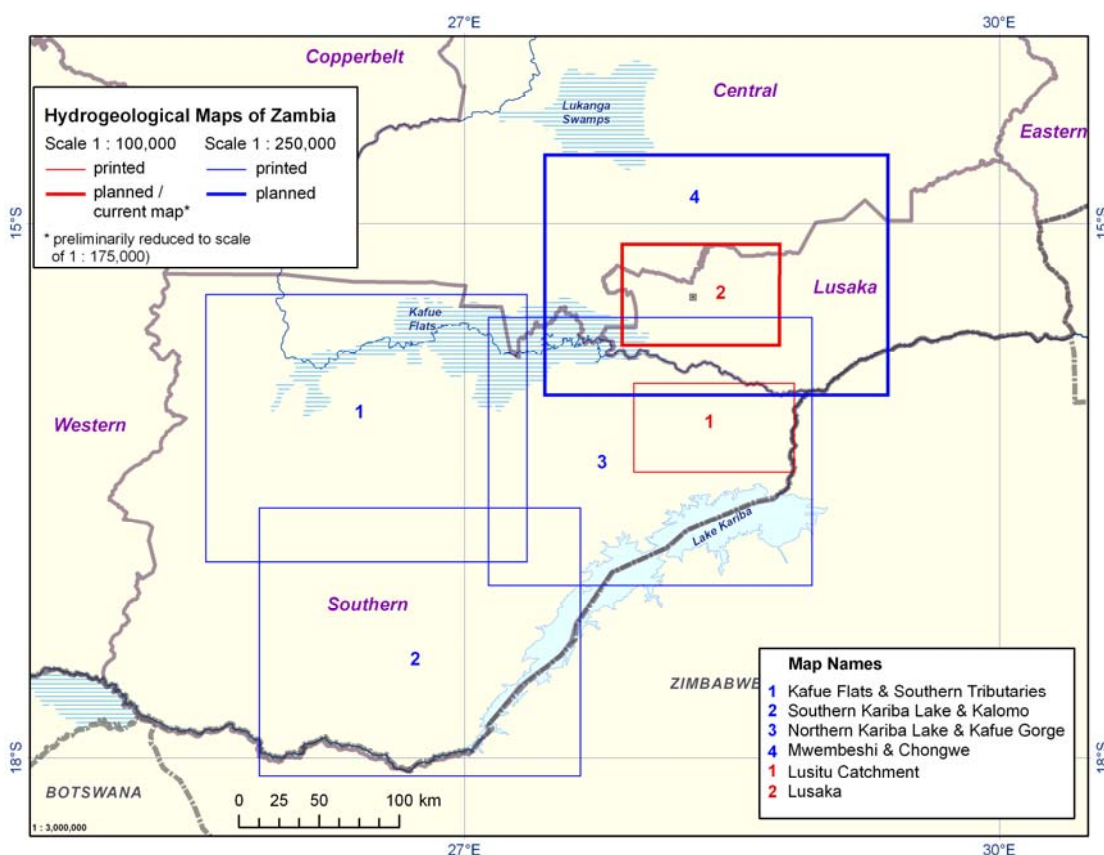 27°E 30°E
Copperbelt
Central
Lukanga
Swamps
Eastern
Hydrogeological Maps of Zambia
Scale 1 : 100,000 Scale 1 : 250,000
printed printed
planned / planned
current map*
* preliminarily reduced to scale
of 1 : 175,000)
4
15°S 15°S
2
Lusaka
Kafue
Flats
1
1
Western
3
Lake Kariba
Southern
2
ZIMBABWE
Map Names
1 Kafue Flats & Southern Tributaries
2 Southern Kariba Lake & Kalomo
3 Northern Kariba Lake & Kafue Gorge
4 Mwembeshi & Chongwe
1 Lusitu Catchment
2 Lusaka
18°S 18°S
BOTSWANA
0 25 50 100 km
1 : 3,000,000
27°E 30°E